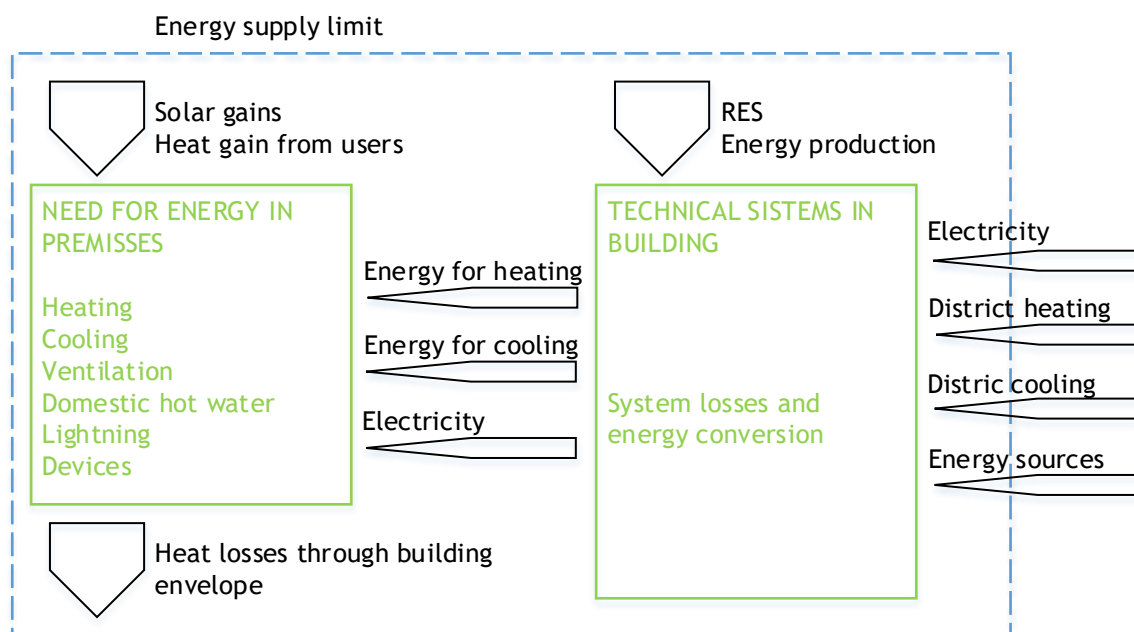 Energy supply limit
Solar gains
Heat gain from users
RES
Energy production
NEED FOR ENERGY IN
PREMISSES
Heating
Cooling
Ventilation
Domestic hot water
Lightning
Devices
Energy for heating
Energy for cooling
Electricity
TECHNICAL SISTEMS IN
BUILDING
System losses and
energy conversion
Electricity
District heating
Distric cooling
Energy sources
Heat losses through building
envelope